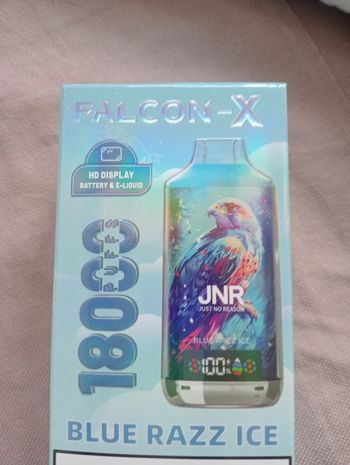 FALCON-X
HD DISPLAY
BATTERY & E-LIQUID
18000
PUFFS
JNR
JUST NO REASON
BLUE RAZZ ICE
100%
BLUE RAZZ ICE